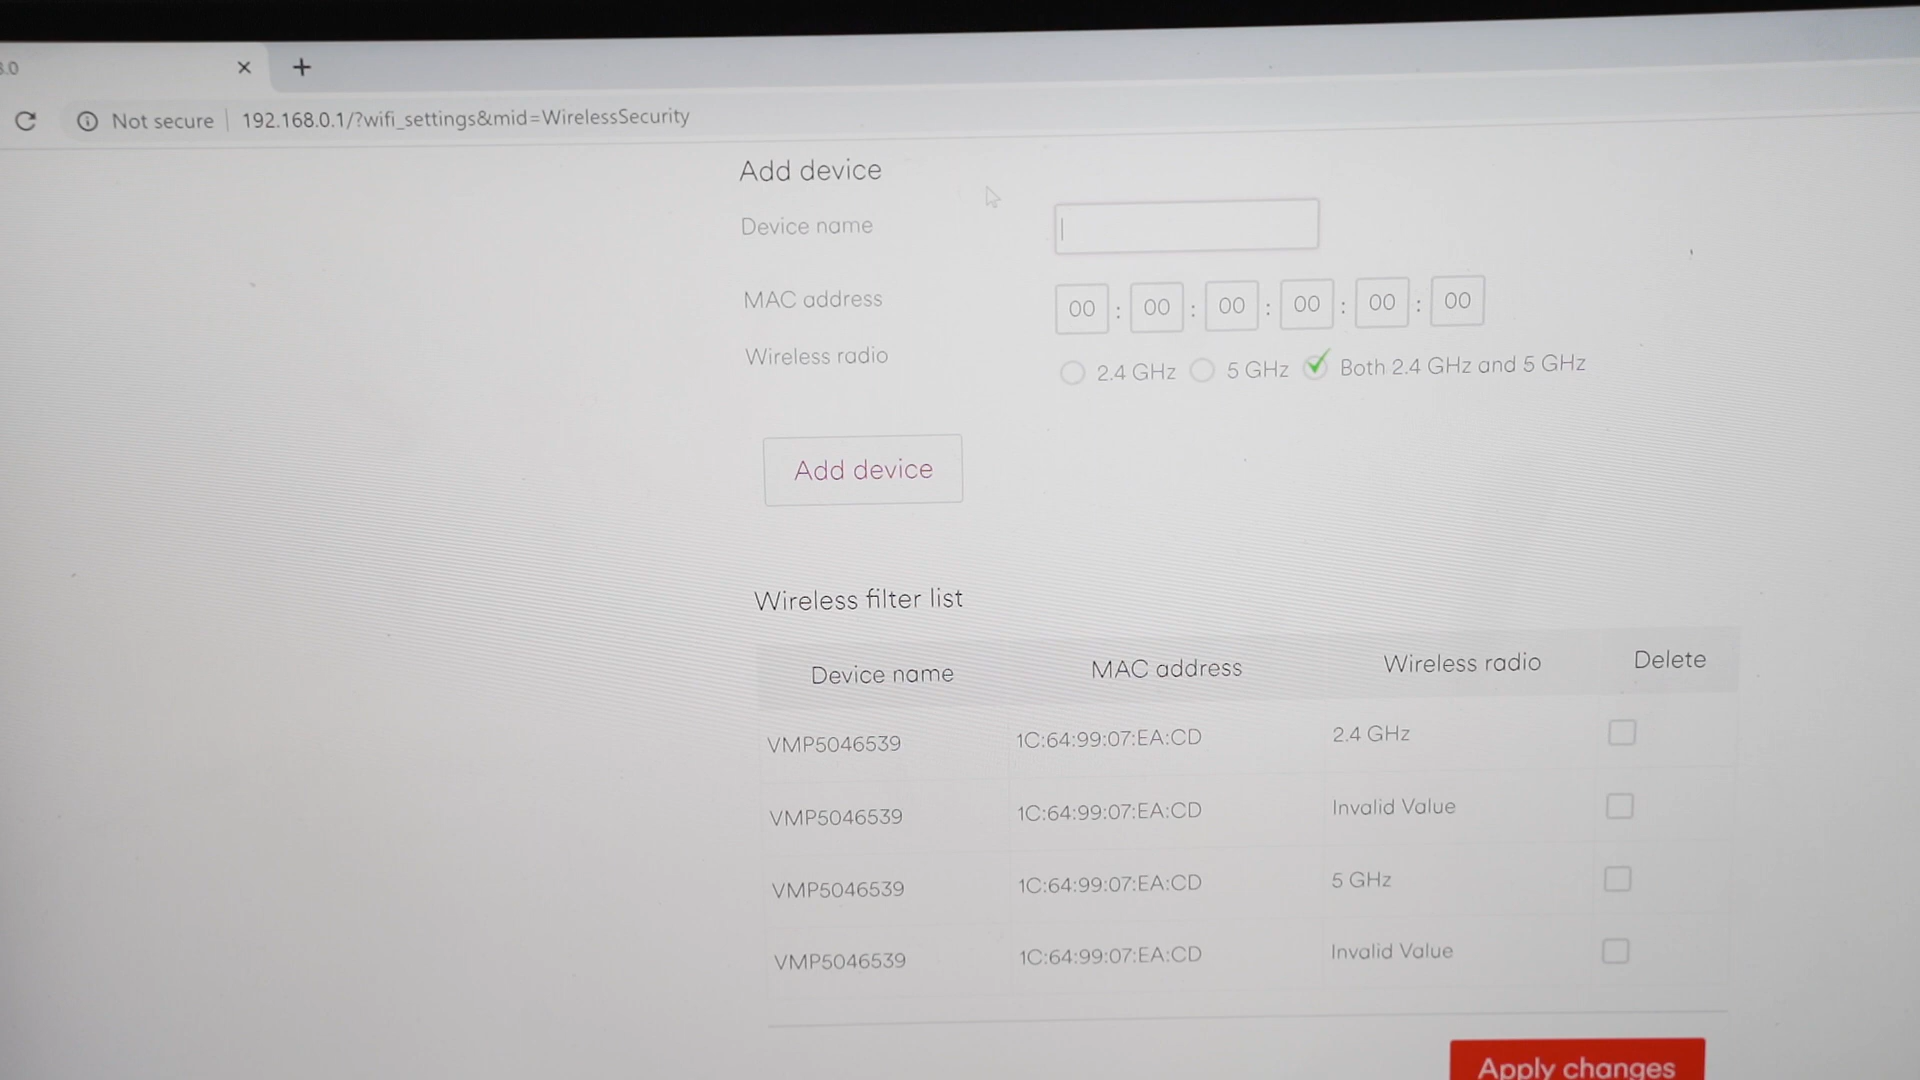 3.0
Not secure 192.168.0.1/?wifi_settings&mid=WirelessSecurity
Add device
Device name
MAC address 00 : 00 : 00 : 00 : 00 : 00
Wireless radio 2.4 GHz 5 GHz Both 2.4 GHz and 5 GHz
Add device
Wireless filter list
Device name MAC address Wireless radio Delete
VMP5046539 1C:64:99:07:EA:CD 2.4 GHz
VMP5046539 1C:64:99:07:EA:CD Invalid Value
VMP5046539 1C:64:99:07:EA:CD 5 GHz
VMP5046539 1C:64:99:07:EA:CD Invalid Value
Apply changes